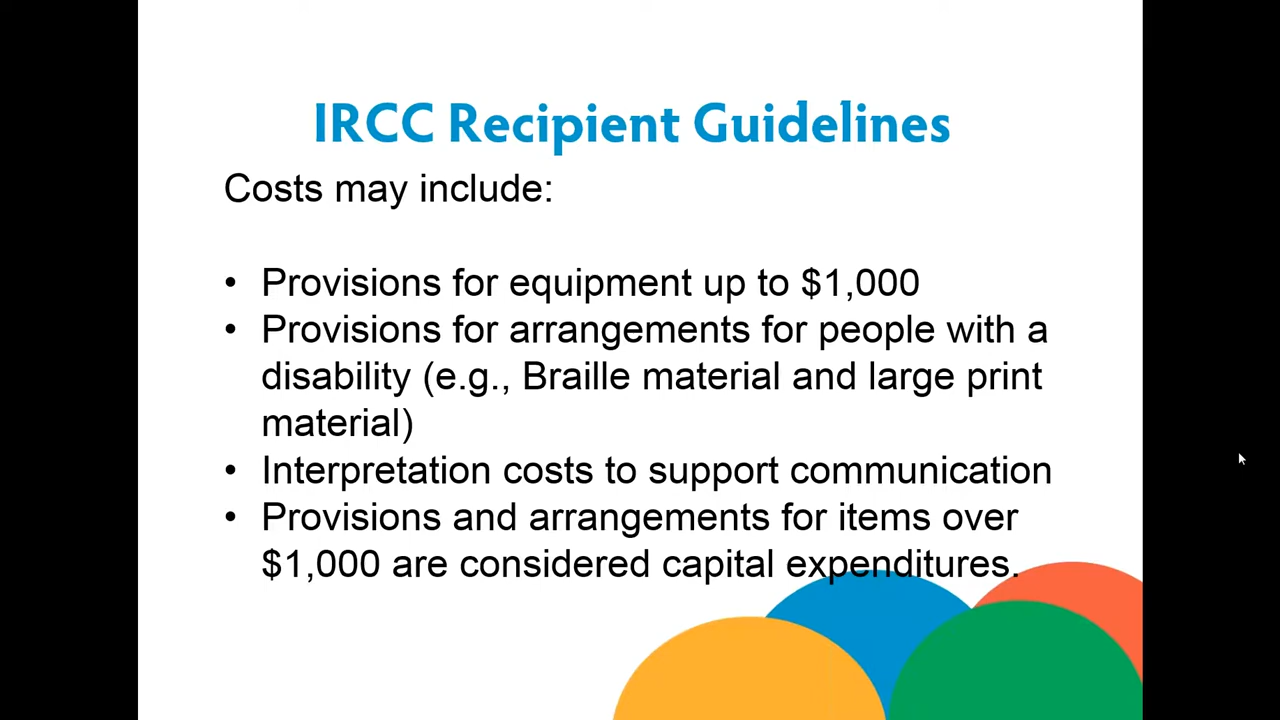 IRCC Recipient Guidelines
Costs may include:
• Provisions for equipment up to $1,000
• Provisions for arrangements for people with a
disability (e.g., Braille material and large print
material)
• Interpretation costs to support communication
• Provisions and arrangements for items over
$1,000 are considered capital expenditures.